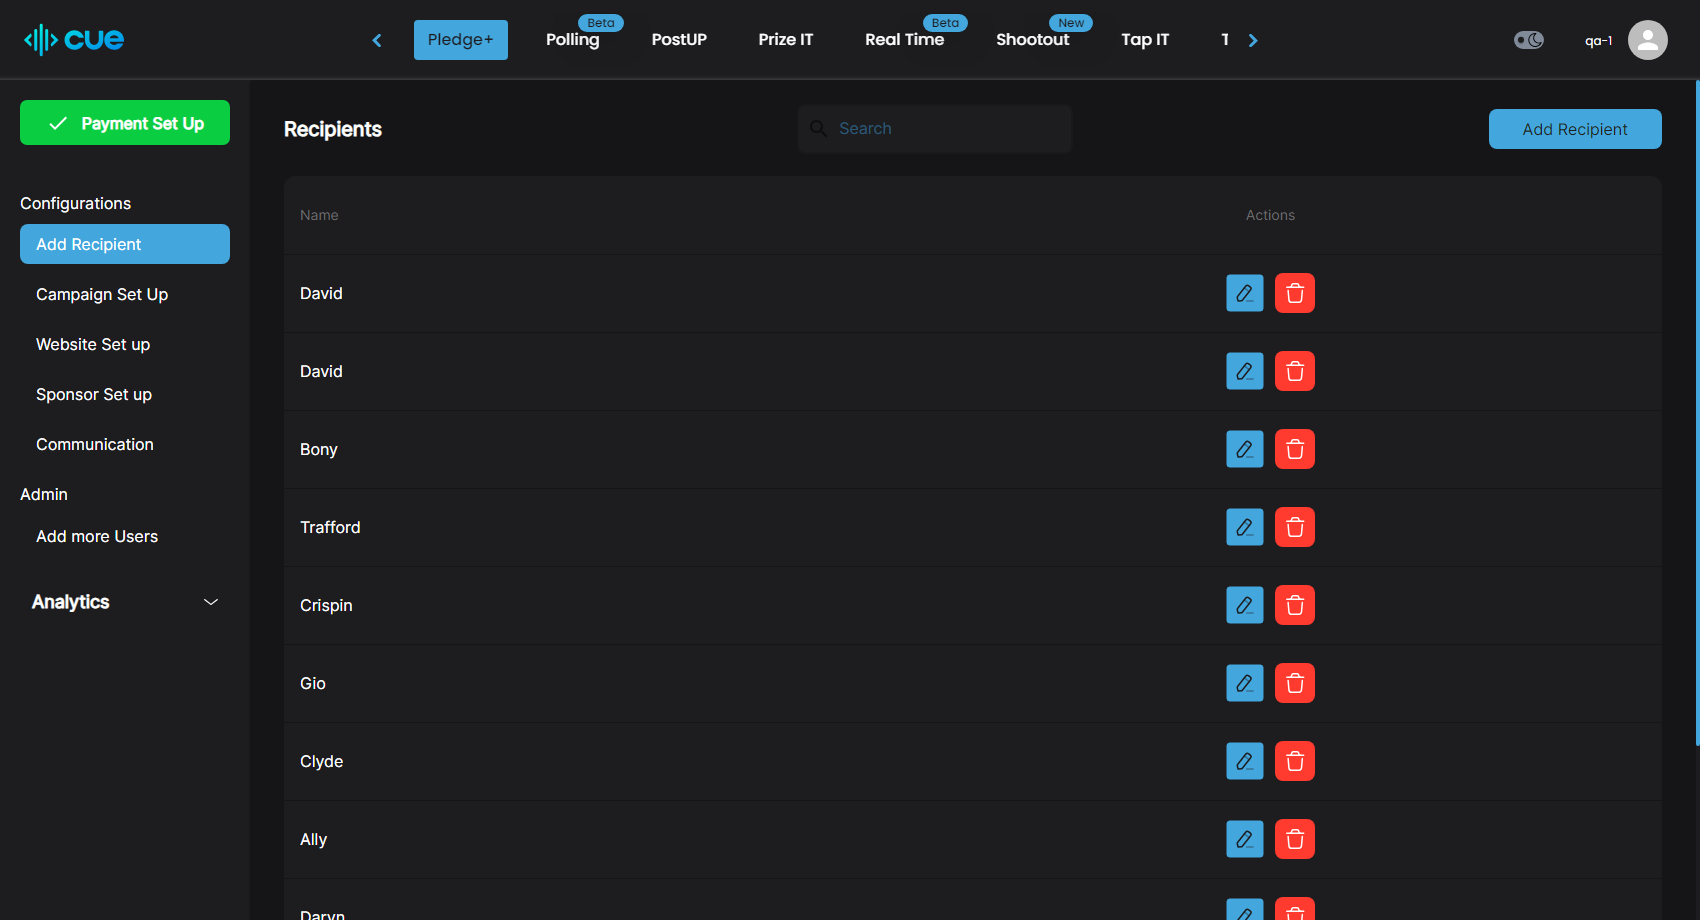 cue
Pledge+
Polling
Beta
PostUP
Prize IT
Real Time
Beta
Shootout
New
Tap IT
T
qa-1
Payment Set Up
Configurations
Add Recipient
Campaign Set Up
Website Set up
Sponsor Set up
Communication
Admin
Add more Users
Analytics
Recipients
Search
Add Recipient
Name
Actions
David
David
Bony
Trafford
Crispin
Gio
Clyde
Ally
Daryn